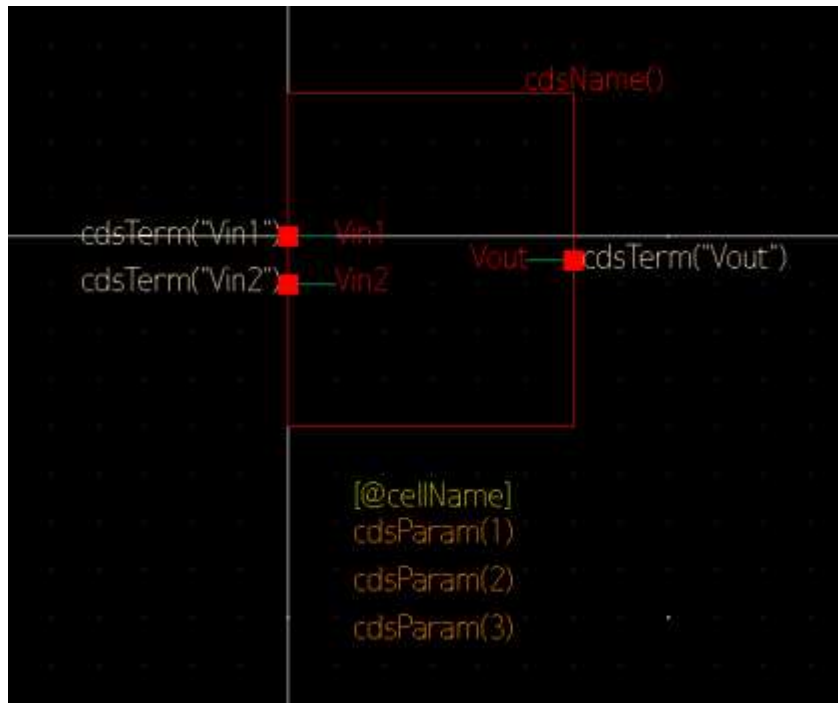 cdsName()
cdsTerm("Vin1") Vin1
Vout cdsTerm("Vout")
cdsTerm("Vin2") Vin2
[@cellName]
cdsParam(1)
cdsParam(2)
cdsParam(3)